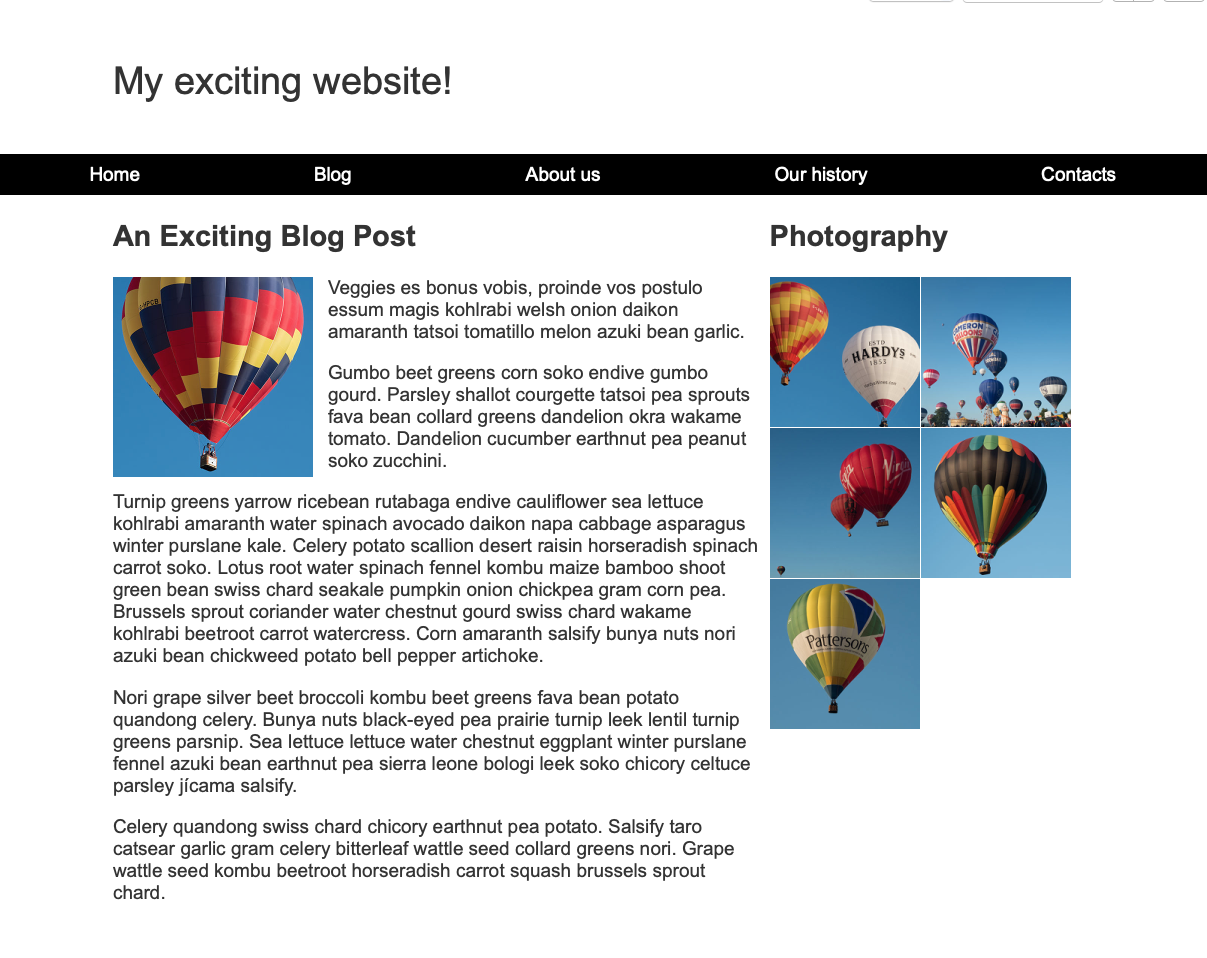 My exciting website!
Home
Blog
About us
Our history
Contacts
An Exciting Blog Post
Veggies es bonus vobis, proinde vos postulo
essum magis kohlrabi welsh onion daikon
amaranth tatsoi tomatillo melon azuki bean garlic.
Gumbo beet greens corn soko endive gumbo
gourd. Parsley shallot courgette tatsoi pea sprouts
fava bean collard greens dandelion okra wakame
tomato. Dandelion cucumber earthnut pea peanut
soko zucchini.
Turnip greens yarrow ricebean rutabaga endive cauliflower sea lettuce
kohlrabi amaranth water spinach avocado daikon napa cabbage asparagus
winter purslane kale. Celery potato scallion desert raisin horseradish spinach
carrot soko. Lotus root water spinach fennel kombu maize bamboo shoot
green bean swiss chard seakale pumpkin onion chickpea gram corn pea.
Brussels sprout coriander water chestnut gourd swiss chard wakame
kohlrabi beetroot carrot watercress. Corn amaranth salsify bunya nuts nori
azuki bean chickweed potato bell pepper artichoke.
Nori grape silver beet broccoli kombu beet greens fava bean potato
quandong celery. Bunya nuts black-eyed pea prairie turnip leek lentil turnip
greens parsnip. Sea lettuce lettuce water chestnut eggplant winter purslane
fennel azuki bean earthnut pea sierra leone bologi leek soko chicory celtuce
parsley jícama salsify.
Celery quandong swiss chard chicory earthnut pea potato. Salsify taro
catsear garlic gram celery bitterleaf wattle seed collard greens nori. Grape
wattle seed kombu beetroot horseradish carrot squash brussels sprout
chard.
Photography
ESTD
HARDYS
1853
CAMERON
BALLOONS
Virgin
Pattersons